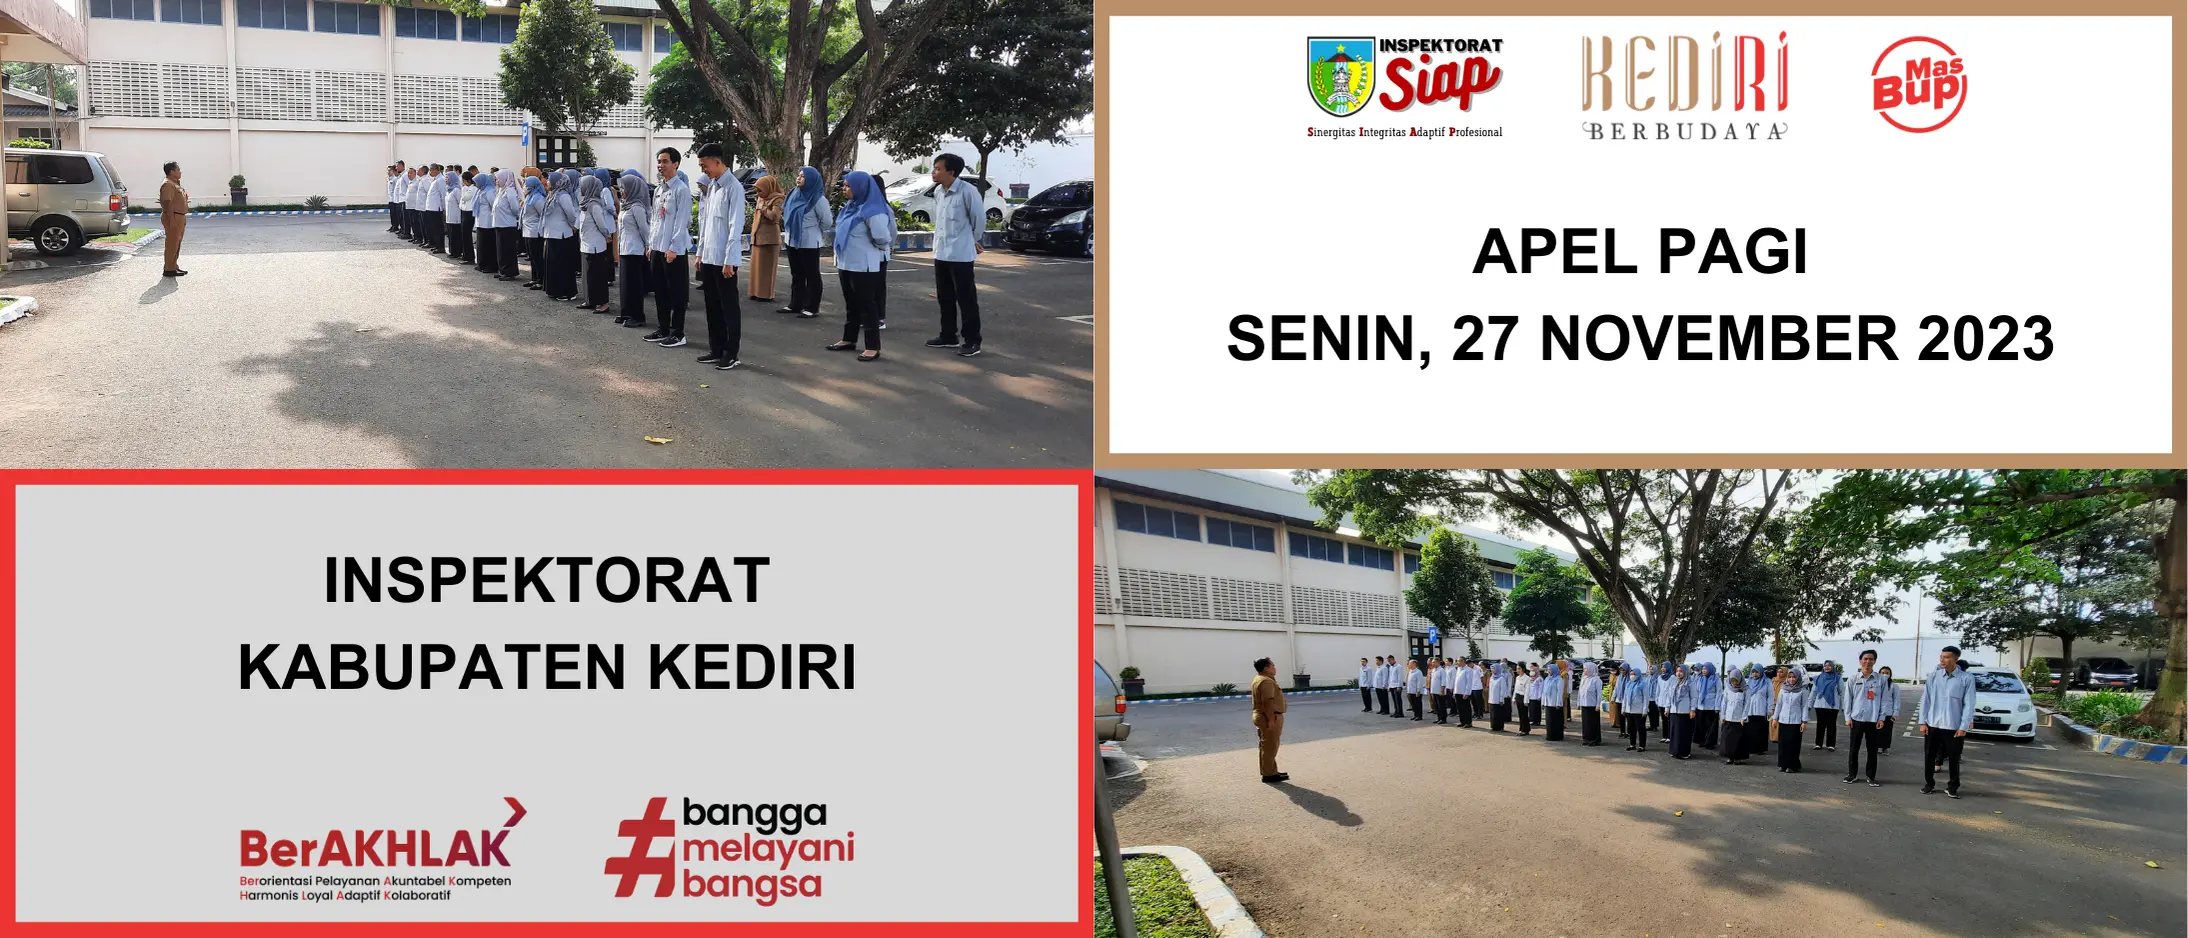 INSPEKTORAT
Siap
Sinergitas Integritas Adaptif Profesional
KEDIRI
BERBUDAYA
Mas
Bup
APEL PAGI
SENIN, 27 NOVEMBER 2023
P
INSPEKTORAT
KABUPATEN KEDIRI
BerAKHLAK
Berorientasi Pelayanan Akuntabel Kompeten
Harmonis Loyal Adaptif Kolaboratif
#bangga
melayani
bangsa
P